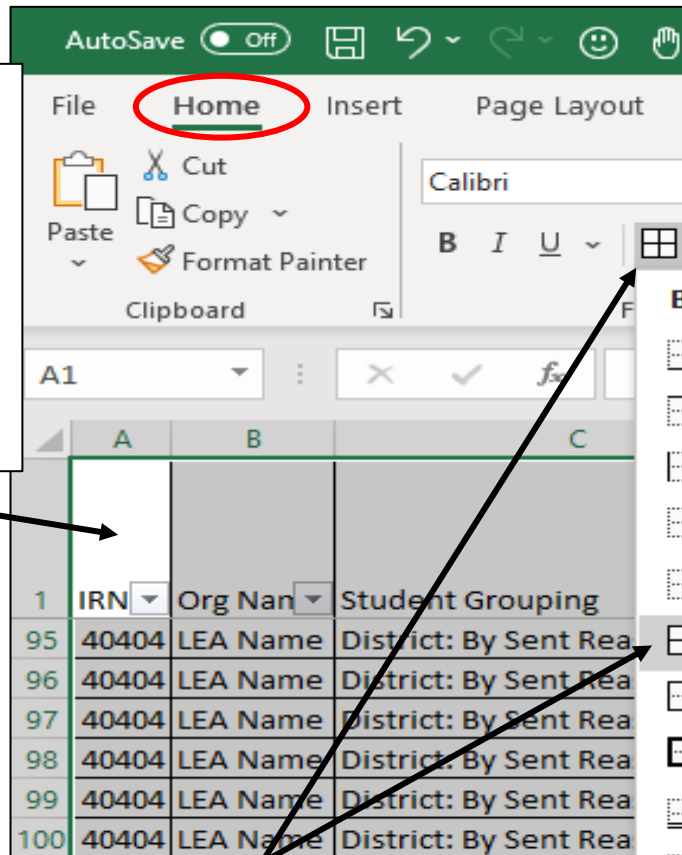 AutoSave Off
File Home Insert Page Layout
Cut
Copy
Paste
Format Painter
Clipboard
Calibri
B I U
A1
fx
A B C
1 IRN Org Nan Student Grouping
95 40404 LEA Name District: By Sent Rea
96 40404 LEA Name District: By Sent Rea
97 40404 LEA Name District: By Sent Rea
98 40404 LEA Name District: By Sent Rea
99 40404 LEA Name District: By Sent Rea
100 40404 LEA Name District: By Sent Rea